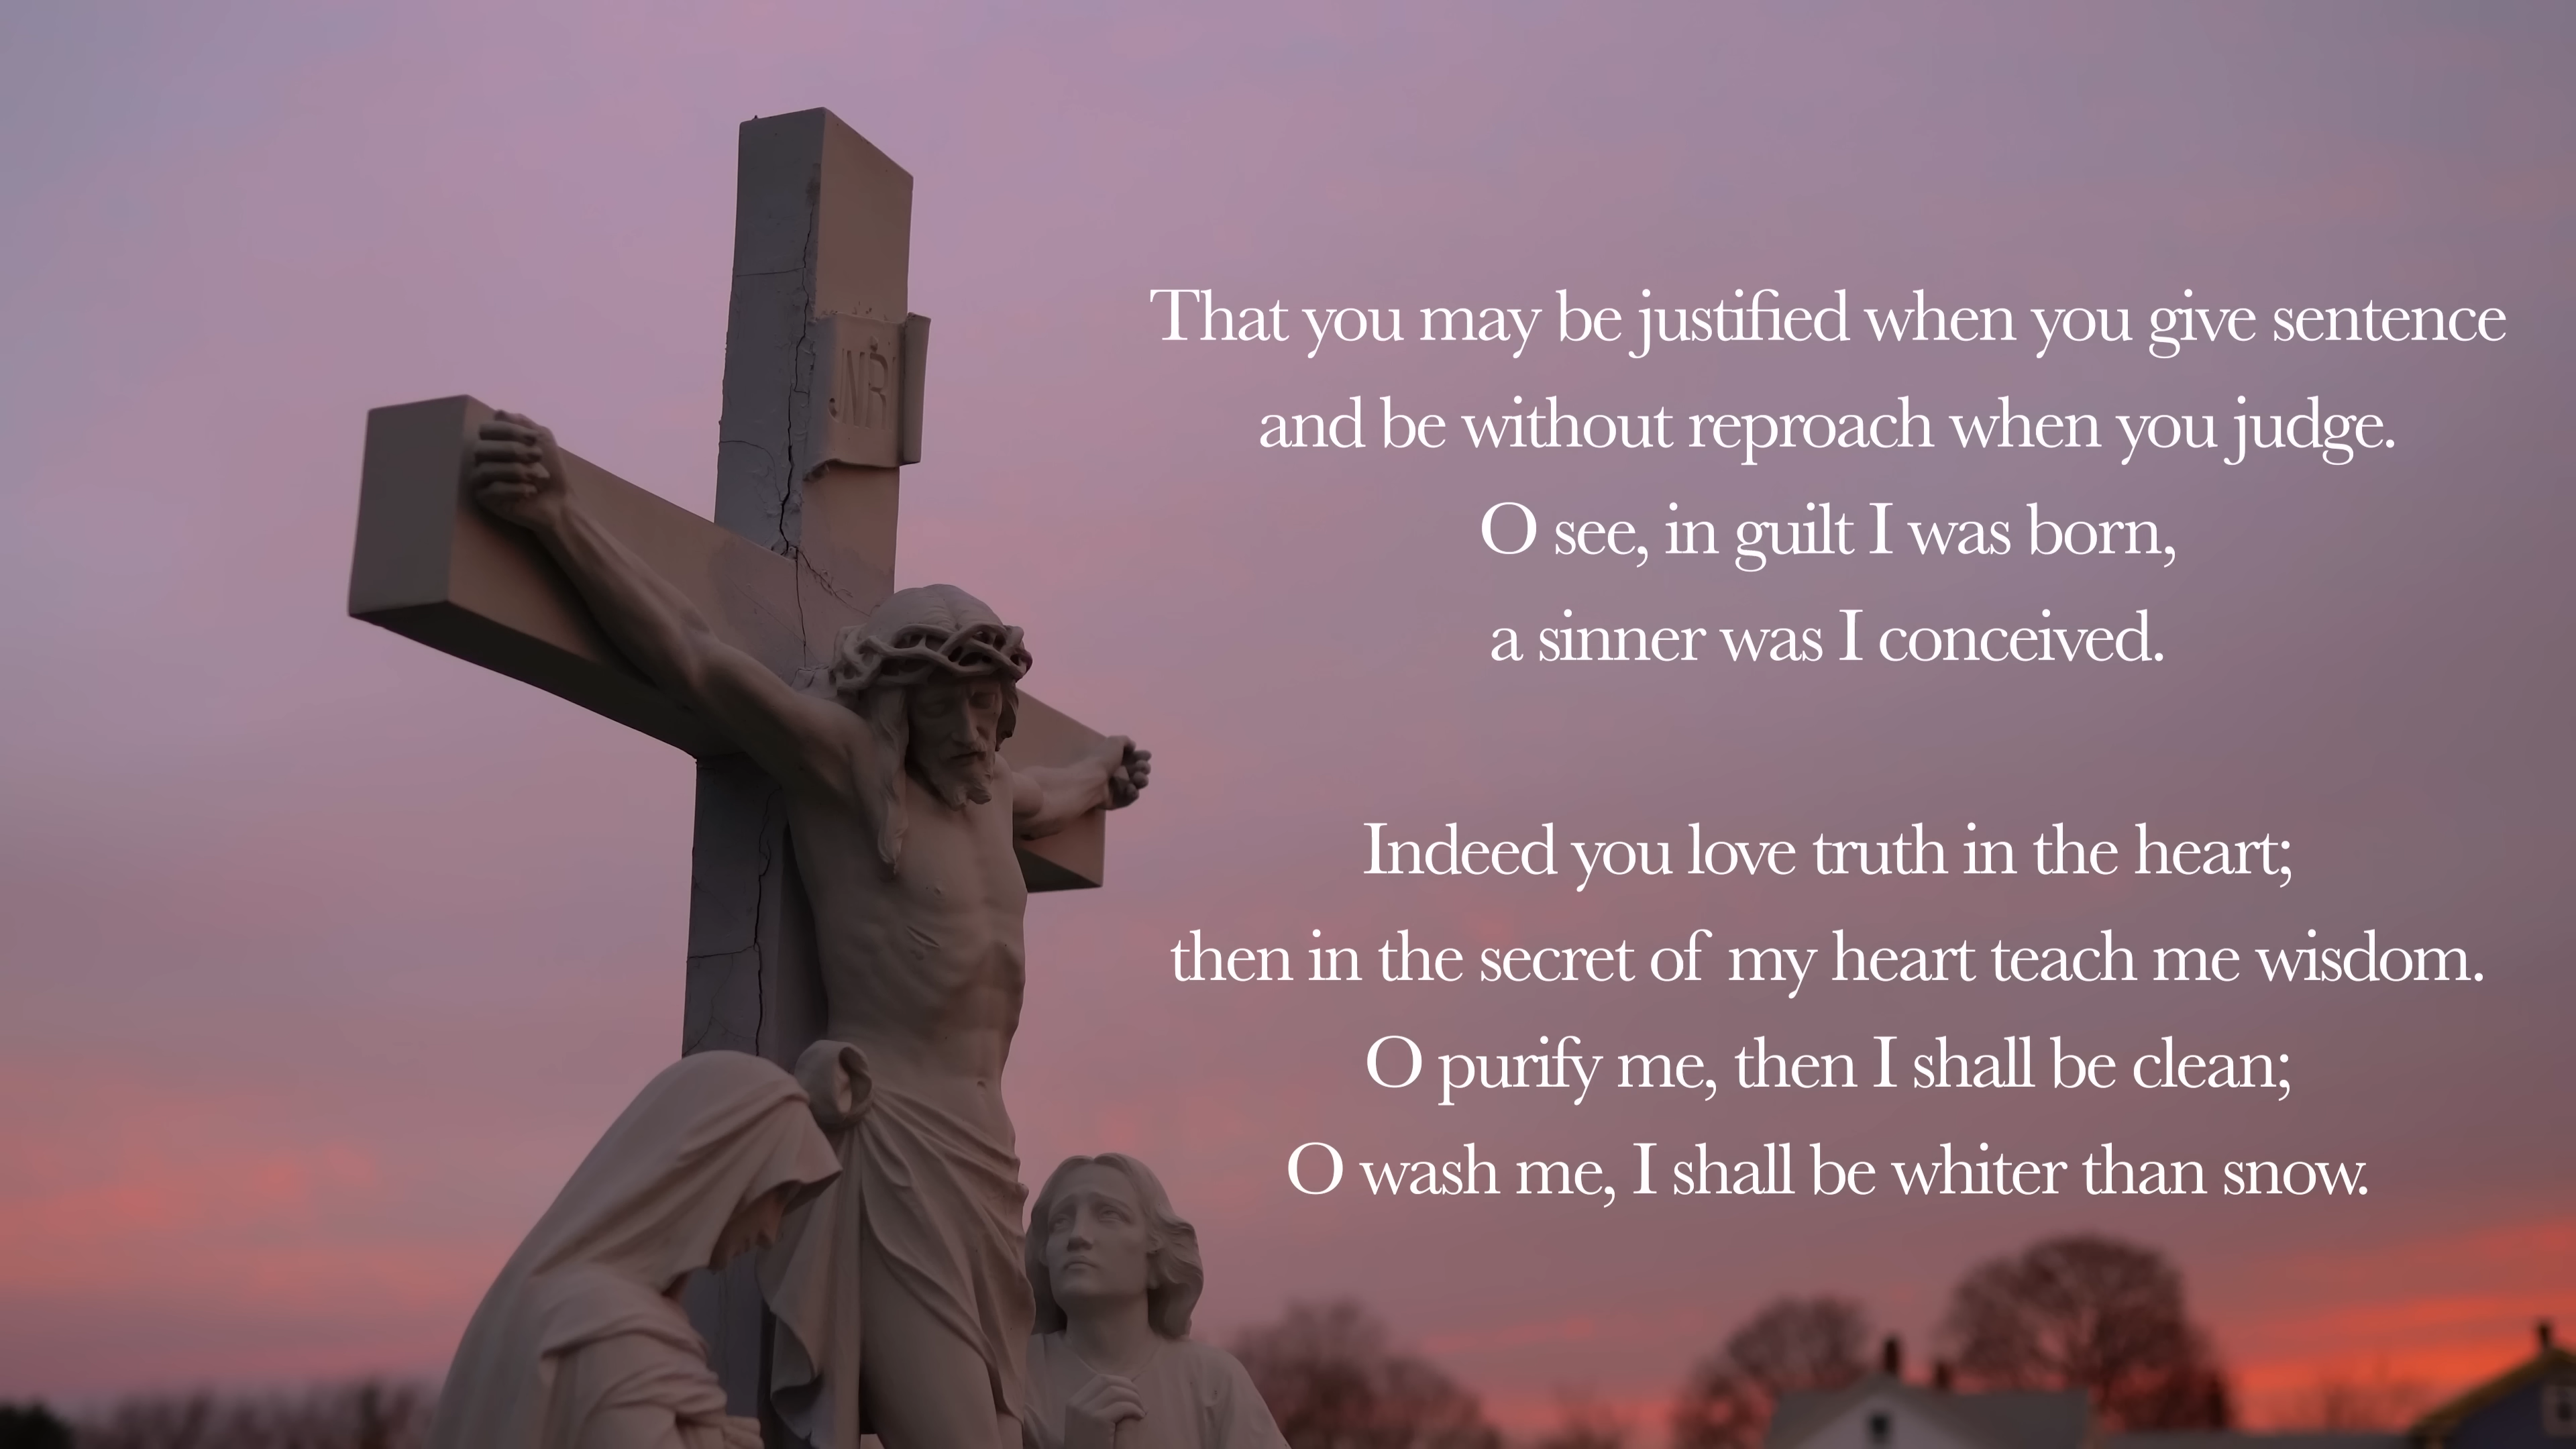 JNRI
That you may be justified when you give sentence
and be without reproach when you judge.
O see, in guilt I was born,
a sinner was I conceived.
Indeed you love truth in the heart;
then in the secret of my heart teach me wisdom.
O purify me, then I shall be clean;
O wash me, I shall be whiter than snow.